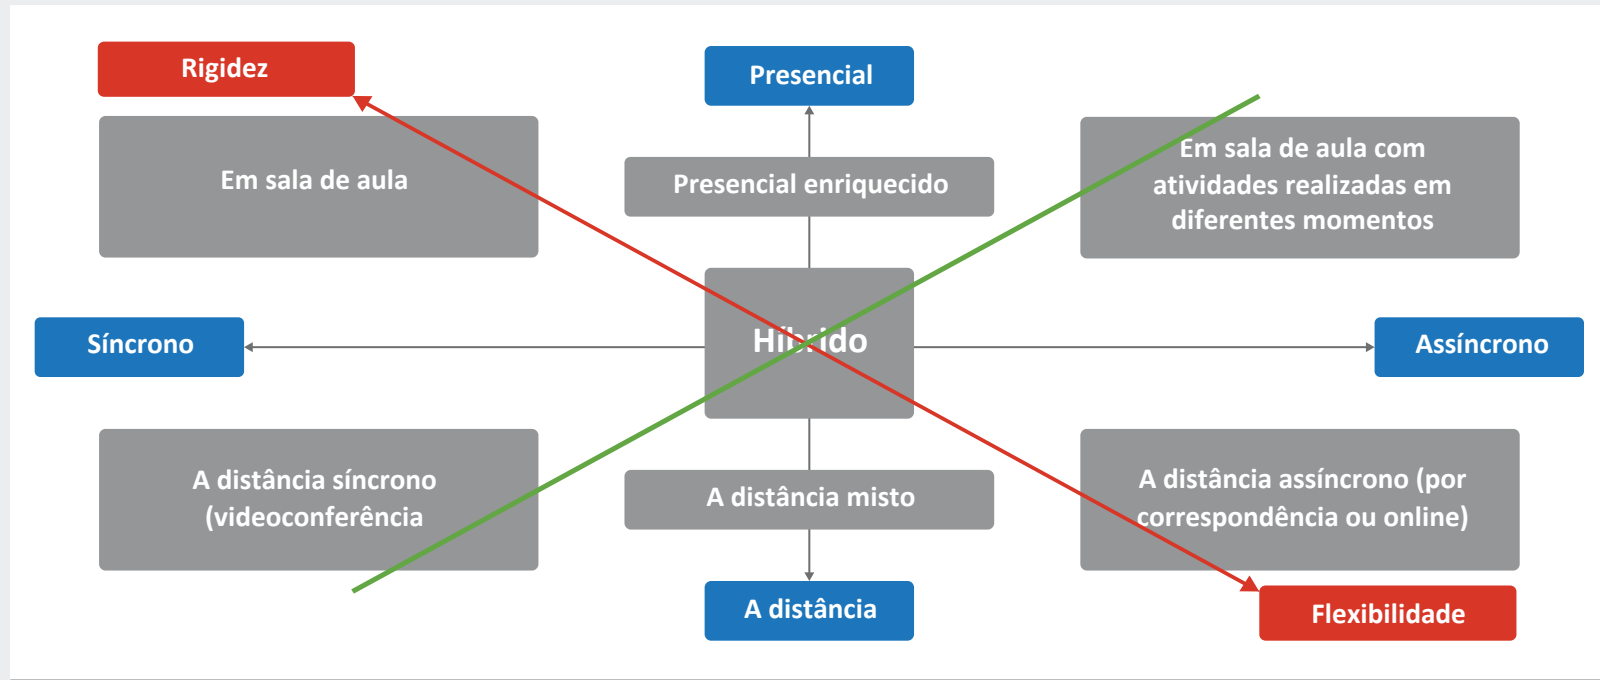 Rigidez
Presencial
Em sala de aula
Presencial enriquecido
Em sala de aula com
atividades realizadas em
diferentes momentos
Síncrono
Híbrido
Assíncrono
A distância síncrono
(videoconferência
A distância misto
A distância assíncrono (por
correspondência ou online)
A distância
Flexibilidade